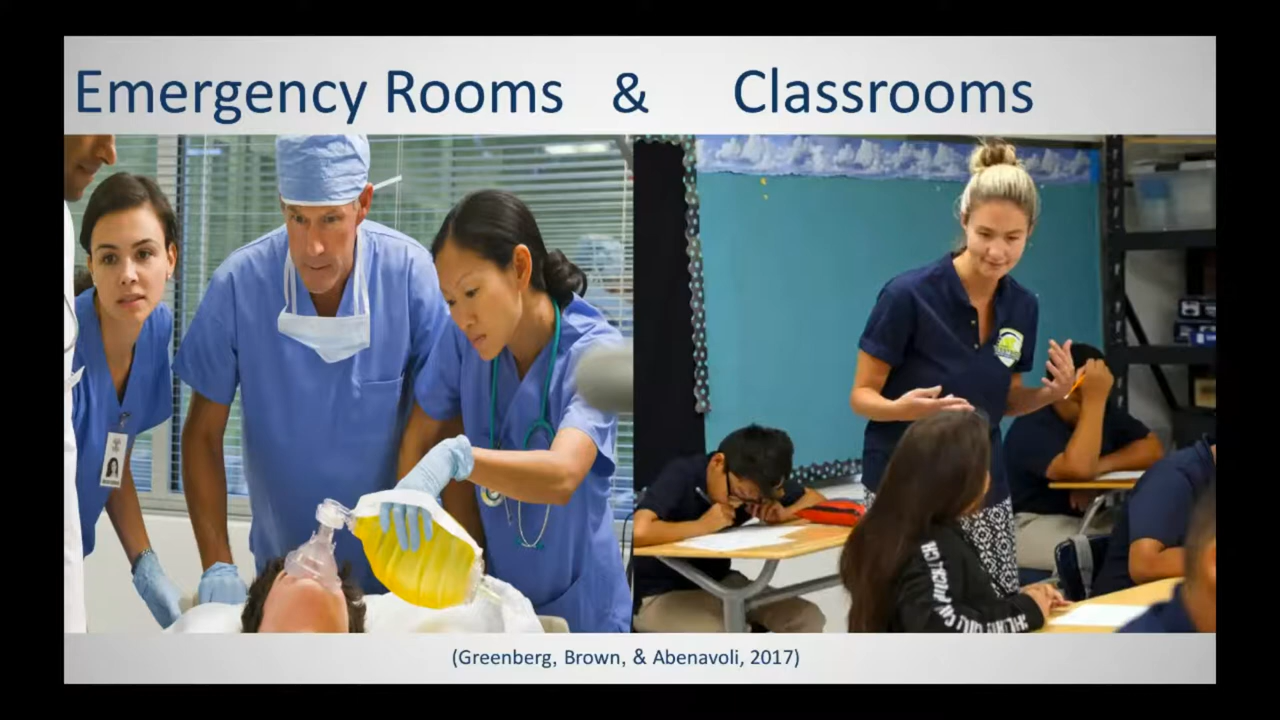 Emergency Rooms & Classrooms
(Greenberg, Brown, & Abenavoli, 2017)